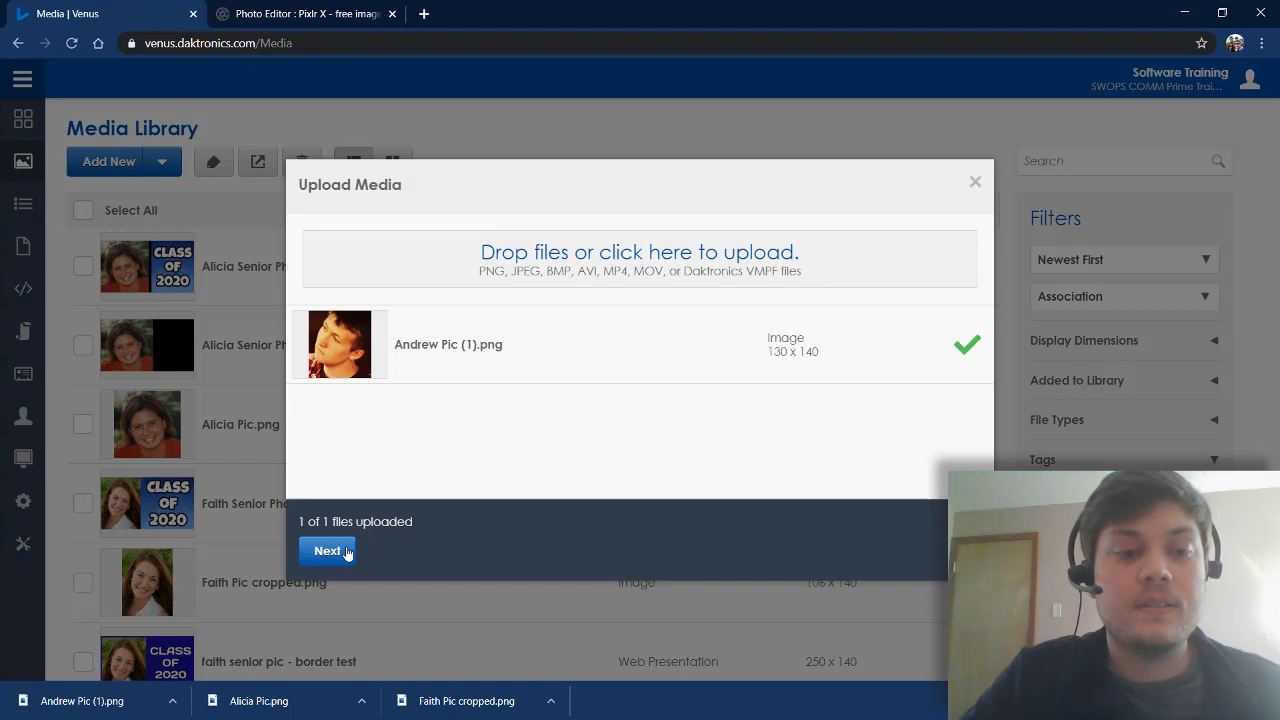 Media | Venus
Photo Editor : Pixlr X - free imag
venus.daktronics.com/Media
Software Training
SWOPS COMM Prime Trai...
Media Library
Add New
Search
Upload Media
Select All
Filters
Drop files or click here to upload.
PNG, JPEG, BMP, AVI, MP4, MOV, or Daktronics VMPF files
CLASS
OF
2020
Alicia Senior Ph
Newest First
Association
Andrew Pic (1).png
Image
130 x 140
Alicia Senior Ph
Display Dimensions
Added to Library
Alicia Pic.png
File Types
Tags
CLASS
OF
2020
Faith Senior Pho
1 of 1 files uploaded
Next
Faith Pic cropped.png
Image
106 x 140
CLASS
OF
2020
faith senior pic - border test
Web Presentation
250 x 140
Andrew Pic (1).png
Alicia Pic.png
Faith Pic cropped.png